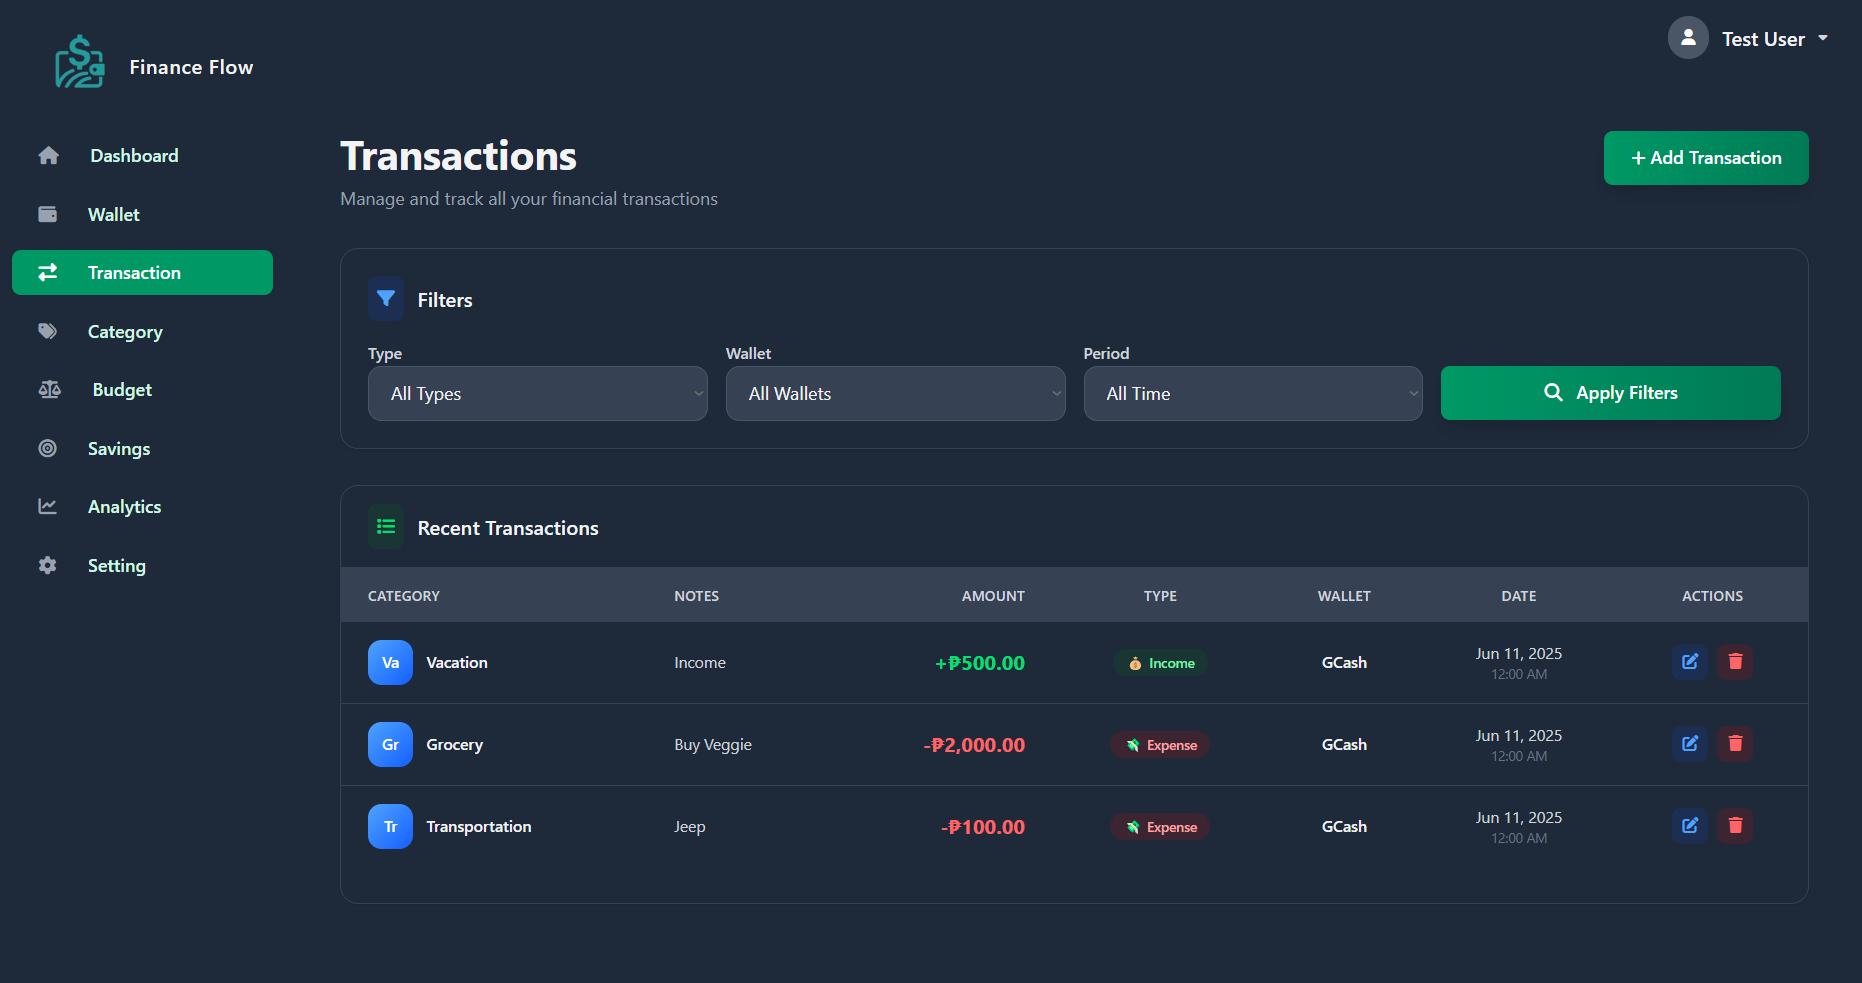 Finance Flow
Test User
Dashboard
Wallet
Transaction
Category
Budget
Savings
Analytics
Setting
Transactions
Manage and track all your financial transactions
+ Add Transaction
Filters
Type Wallet Period
All Types All Wallets All Time Apply Filters
Recent Transactions
CATEGORY NOTES AMOUNT TYPE WALLET DATE ACTIONS
Va Vacation Income +₱500.00 Income GCash Jun 11, 2025
12:00 AM
Gr Grocery Buy Veggie -₱2,000.00 Expense GCash Jun 11, 2025
12:00 AM
Tr Transportation Jeep -₱100.00 Expense GCash Jun 11, 2025
12:00 AM